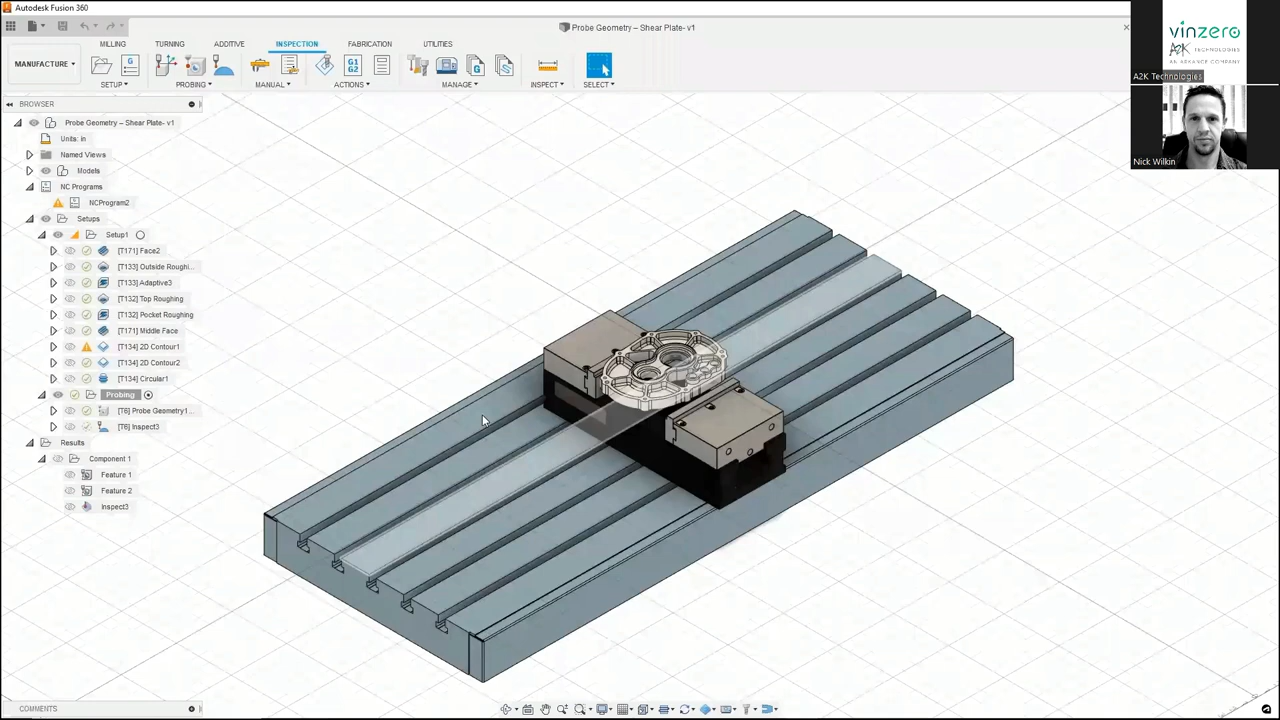 Autodesk Fusion 360
Probe Geometry – Shear Plate- v1
MILLING TURNING ADDITIVE INSPECTION FABRICATION UTILITIES
MANUFACTURE
G
G1
G2
G
SETUP PROBING MANUAL ACTIONS MANAGE INSPECT SELECT
BROWSER
Probe Geometry – Shear Plate- v1
Units: in
Named Views
Models
NC Programs
NCProgram2
Setups
Setup1
[T171] Face2
[T133] Outside Roughi...
[T133] Adaptive3
[T132] Top Roughing
[T132] Pocket Roughing
[T171] Middle Face
[T134] 2D Contour1
[T134] 2D Contour2
[T134] Circular1
Probing
[T6] Probe Geometry1...
[T6] Inspect3
Results
Component 1
Feature 1
Feature 2
Inspect3
COMMENTS
vinzero
A2K TECHNOLOGIES
AN ARKANCE COMPANY
A2K Technologies
Nick Wilkin